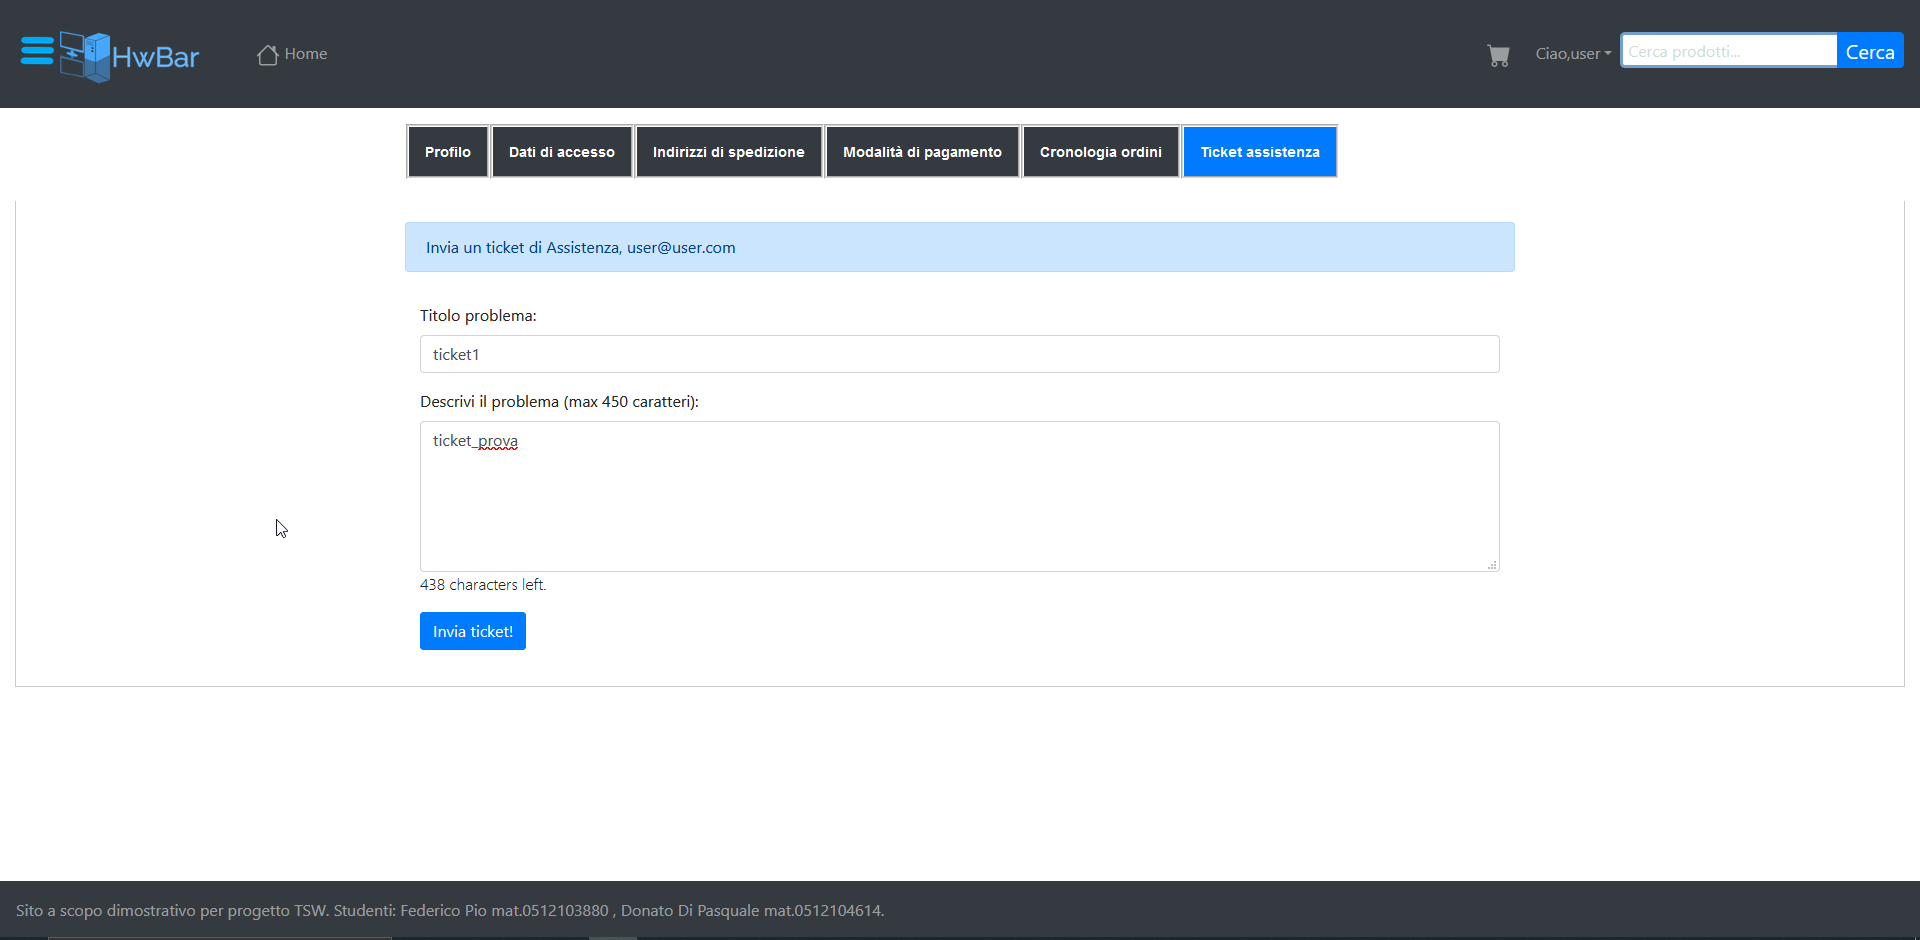 HwBar Home Ciao,user Cerca prodotti... Cerca
Profilo Dati di accesso Indirizzi di spedizione Modalità di pagamento Cronologia ordini Ticket assistenza
Invia un ticket di Assistenza, user@user.com
Titolo problema:
ticket1
Descrivi il problema (max 450 caratteri):
ticket_prova
438 characters left.
Invia ticket!
Sito a scopo dimostrativo per progetto TSW. Studenti: Federico Pio mat.0512103880 , Donato Di Pasquale mat.0512104614.